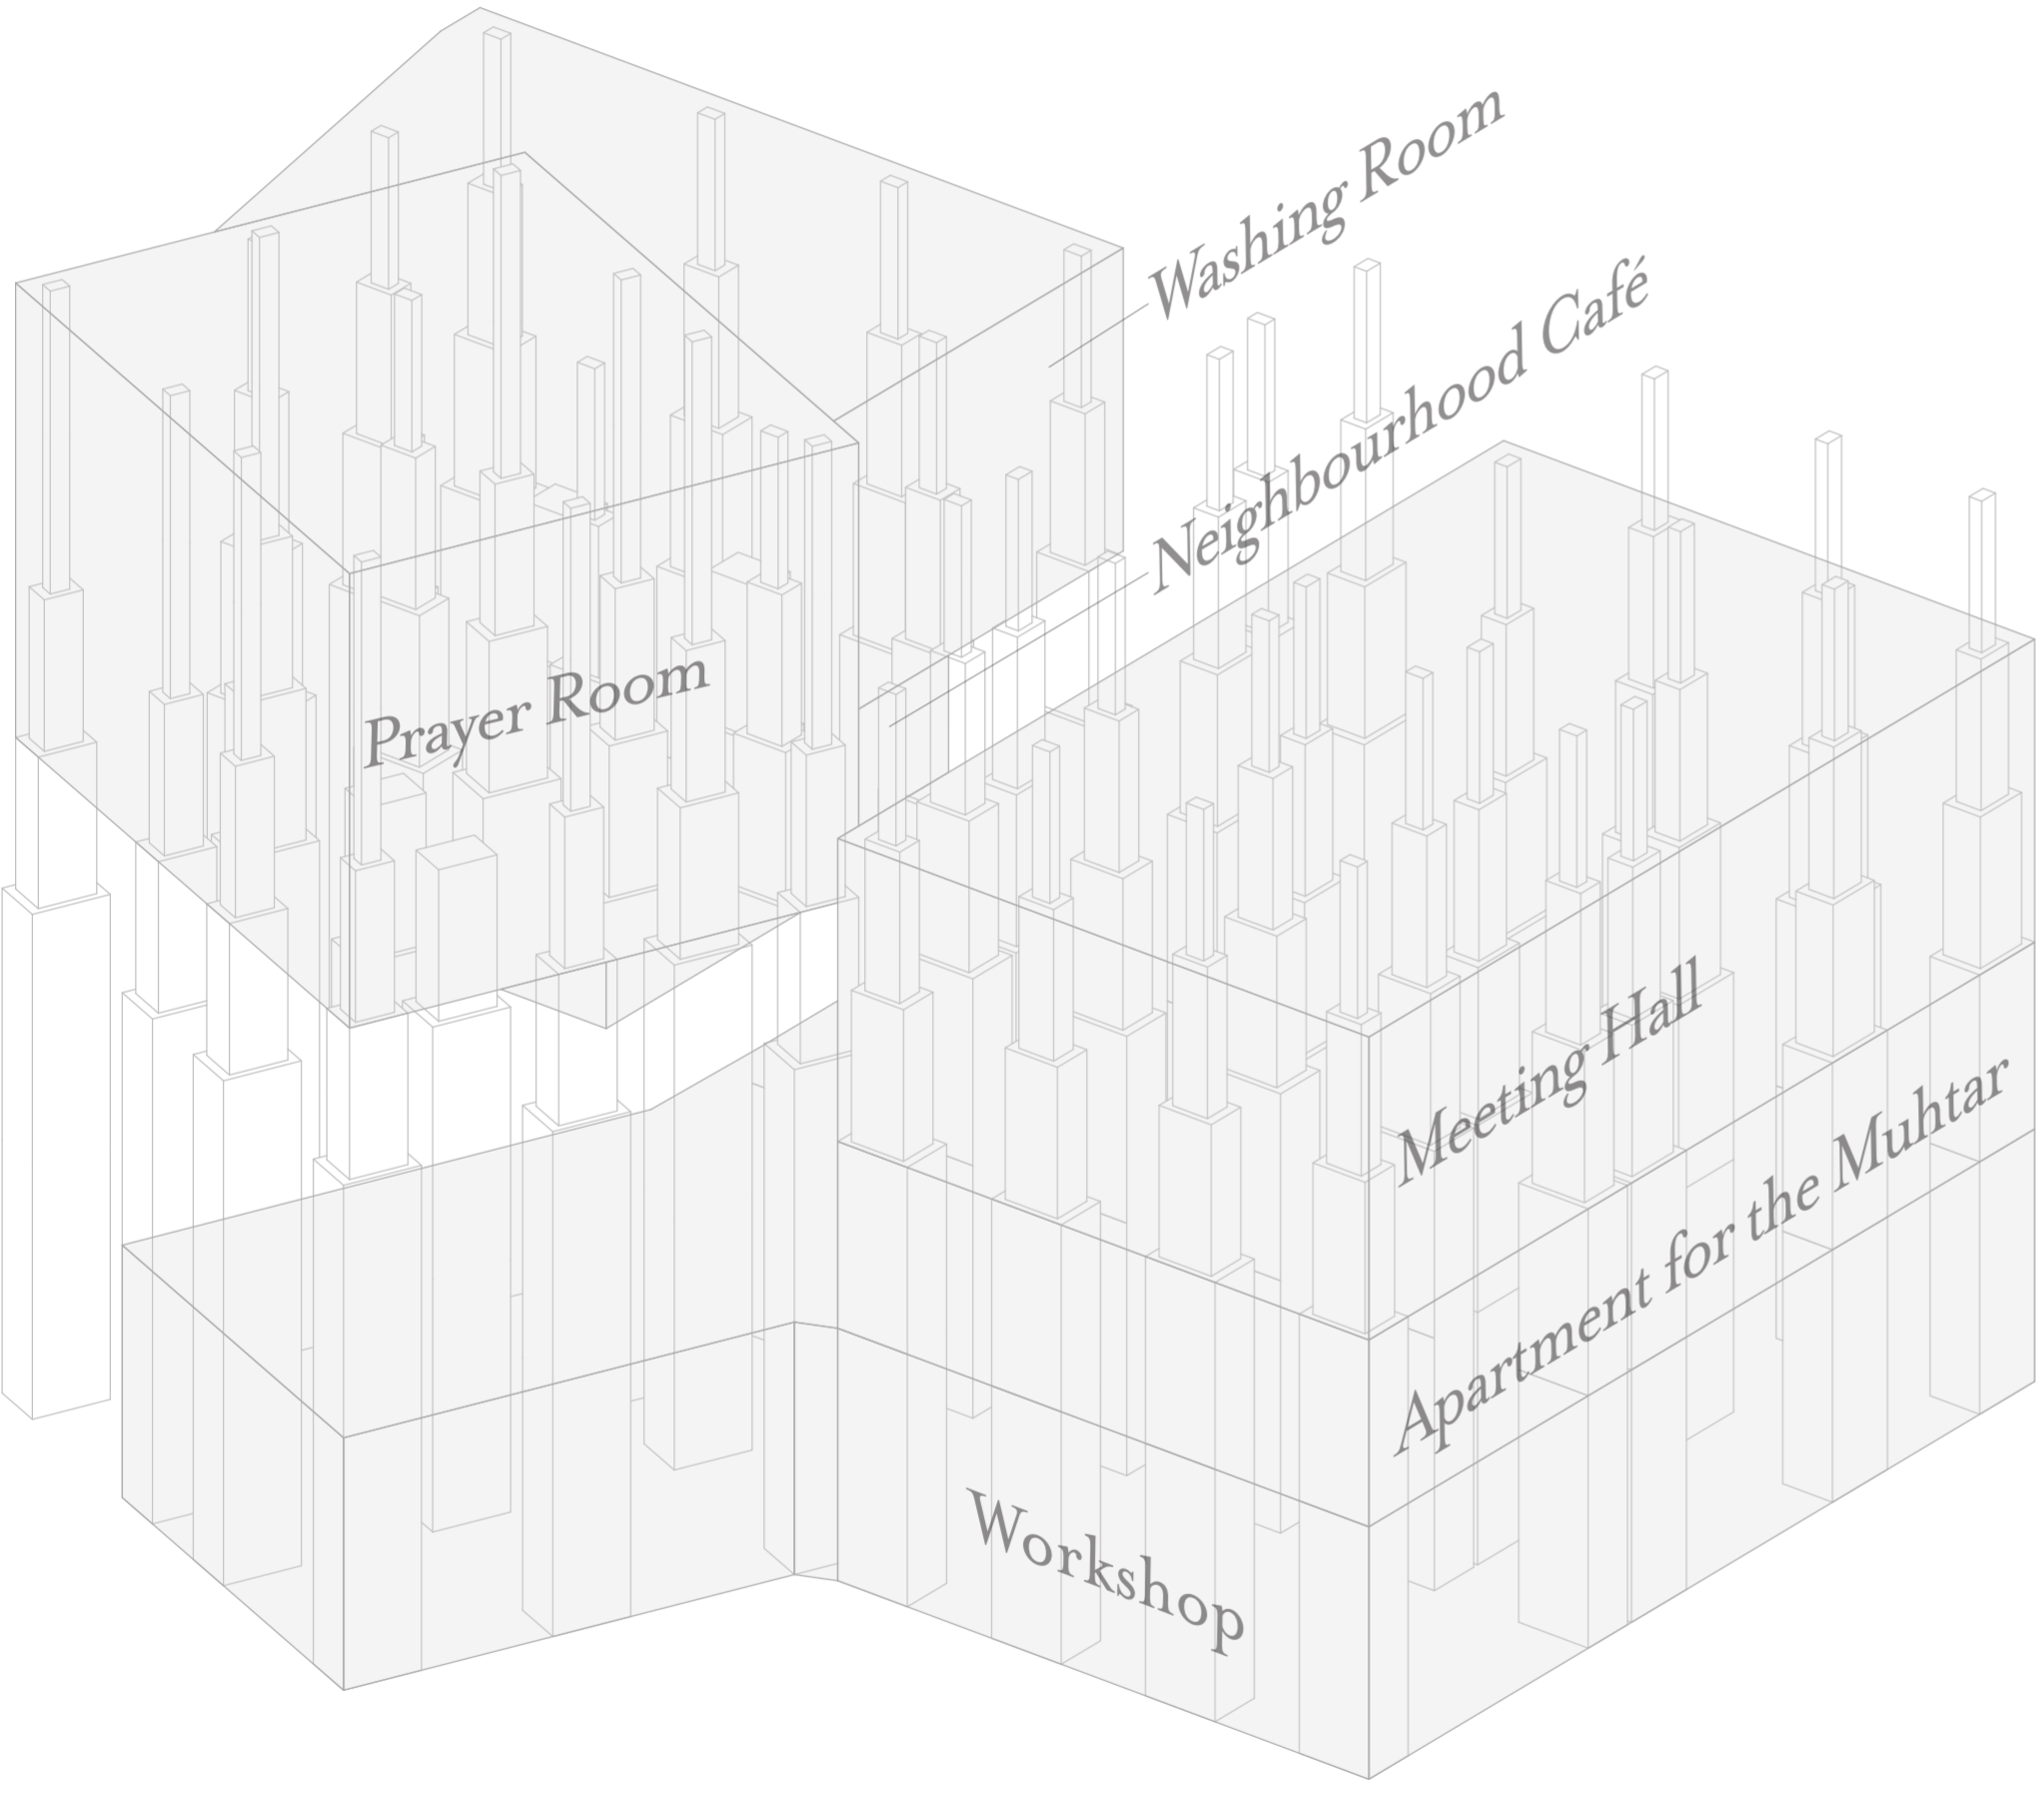 Washing Room
Neighbourhood Café
Prayer Room
Meeting Hall
Apartment for the Muhtar
Workshop